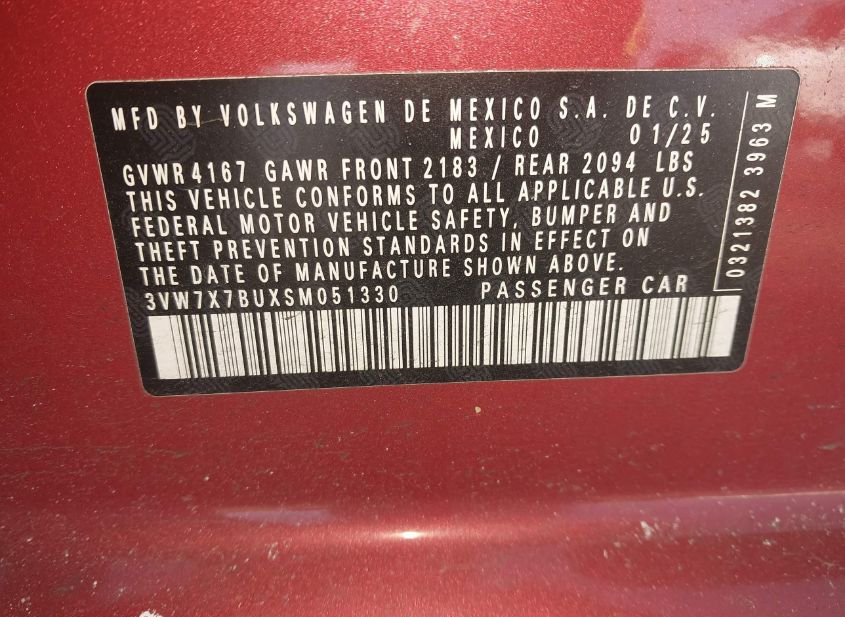 MFD BY VOLKSWAGEN DE MEXICO S.A. DE C.V.
MEXICO 01/25
GVWR 4167 GAWR FRONT 2183 / REAR 2094 LBS
THIS VEHICLE CONFORMS TO ALL APPLICABLE U.S.
FEDERAL MOTOR VEHICLE SAFETY, BUMPER AND
THEFT PREVENTION STANDARDS IN EFFECT ON
THE DATE OF MANUFACTURE SHOWN ABOVE.
3VW7X7BUXSM051330 PASSENGER CAR
0321382 3963 M